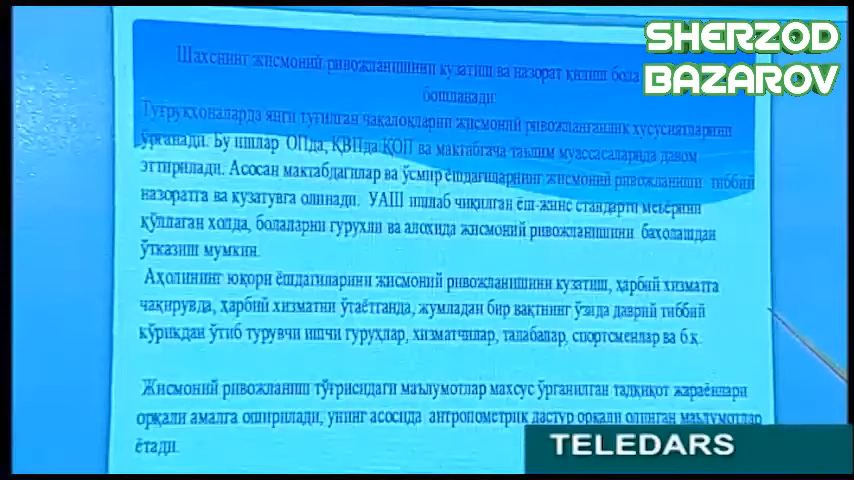 SHERZOD
BAZAROV
Шахснинг жисмоний ривожланишини кузатиш ва назорат қилиш бола
бошланади.
Туғруқхоналарда янги туғилган чақалоқларни жисмоний ривожланганлик хусусиятларини
ўрганади. Бу ишлар ОПда, ҚВПда ҚОП ва мактабгача таълим муассасаларида давом
эттирилади. Асосан мактабдагилар ва ўсмир ёшдагиларнинг жисмоний ривожланиши тиббий
назоратга ва кузатувга олинади. УАШ ишлаб чиқилган ёш-жинс стандарти меъёрини
қўллаган холда, болаларни гурухли ва алохида жисмоний ривожланишини бахолашдан
ўтказиш мумкин.
Аҳолининг юқори ёшдагиларини жисмоний ривожланишини кузатиш, ҳарбий хизматга
чақирувда, ҳарбий хизматни ўтаётганда, жумладан бир вақтнинг ўзида даврий тиббий
кўрикдан ўтиб турувчи ишчи гуруҳлар, хизматчилар, талабалар, спортсменлар ва б.қ.
Жисмоний ривожланиш тўғрисидаги маълумотлар махсус ўрганилган тадқиқот жараёнлари
орқали амалга оширилади, унинг асосида антропометрик дастур орқали олинган маълумотлар
ётади.
TELEDARS